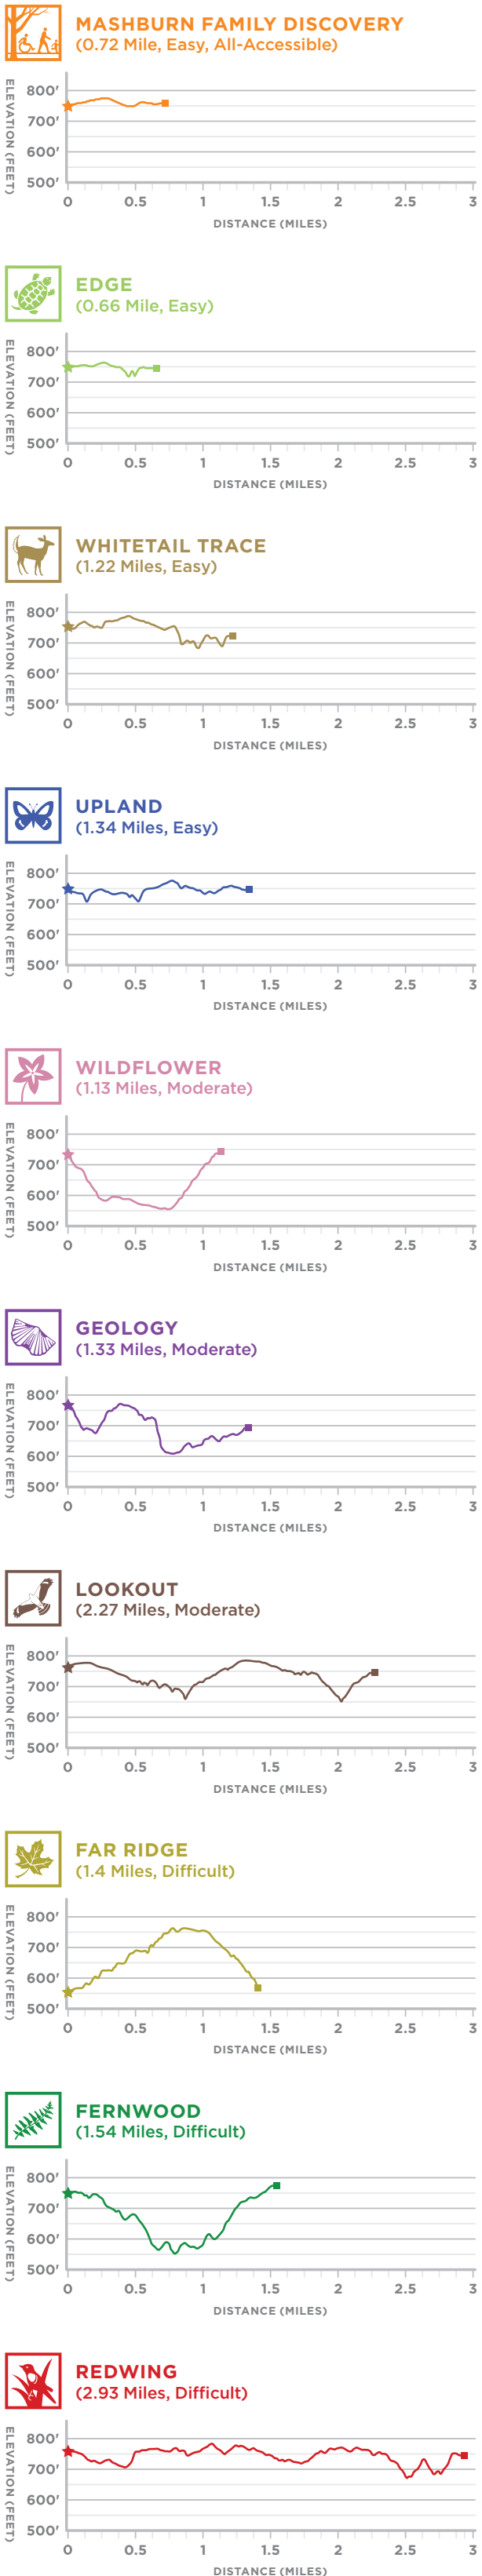 MASHBURN FAMILY DISCOVERY
(0.72 Mile, Easy, All-Accessible)
ELEVATION (FEET)
800'
700'
600'
500'
0 0.5 1 1.5 2 2.5 3
DISTANCE (MILES)
EDGE
(0.66 Mile, Easy)
ELEVATION (FEET)
800'
700'
600'
500'
0 0.5 1 1.5 2 2.5 3
DISTANCE (MILES)
WHITETAIL TRACE
(1.22 Miles, Easy)
ELEVATION (FEET)
800'
700'
600'
500'
0 0.5 1 1.5 2 2.5 3
DISTANCE (MILES)
UPLAND
(1.34 Miles, Easy)
ELEVATION (FEET)
800'
700'
600'
500'
0 0.5 1 1.5 2 2.5 3
DISTANCE (MILES)
WILDFLOWER
(1.13 Miles, Moderate)
ELEVATION (FEET)
800'
700'
600'
500'
0 0.5 1 1.5 2 2.5 3
DISTANCE (MILES)
GEOLOGY
(1.33 Miles, Moderate)
ELEVATION (FEET)
800'
700'
600'
500'
0 0.5 1 1.5 2 2.5 3
DISTANCE (MILES)
LOOKOUT
(2.27 Miles, Moderate)
ELEVATION (FEET)
800'
700'
600'
500'
0 0.5 1 1.5 2 2.5 3
DISTANCE (MILES)
FAR RIDGE
(1.4 Miles, Difficult)
ELEVATION (FEET)
800'
700'
600'
500'
0 0.5 1 1.5 2 2.5 3
DISTANCE (MILES)
FERNWOOD
(1.54 Miles, Difficult)
ELEVATION (FEET)
800'
700'
600'
500'
0 0.5 1 1.5 2 2.5 3
DISTANCE (MILES)
REDWING
(2.93 Miles, Difficult)
ELEVATION (FEET)
800'
700'
600'
500'
0 0.5 1 1.5 2 2.5 3
DISTANCE (MILES)